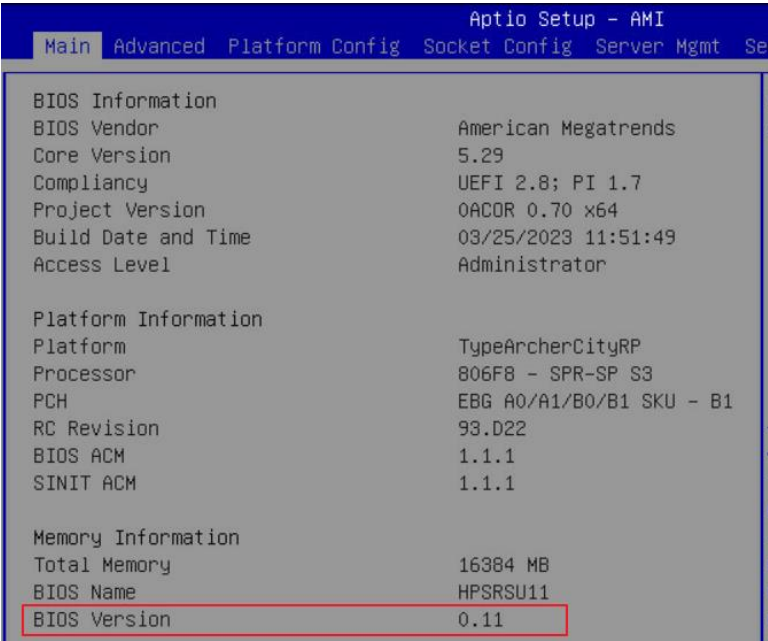 Aptio Setup - AMI
Main Advanced Platform Config Socket Config Server Mgmt Se
BIOS Information
BIOS Vendor American Megatrends
Core Version 5.29
Compliancy UEFI 2.8; PI 1.7
Project Version OACOR 0.70 x64
Build Date and Time 03/25/2023 11:51:49
Access Level Administrator
Platform Information
Platform TypeArcherCityRP
Processor 806F8 - SPR-SP S3
PCH EBG A0/A1/B0/B1 SKU - B1
RC Revision 93.D22
BIOS ACM 1.1.1
SINIT ACM 1.1.1
Memory Information
Total Memory 16384 MB
BIOS Name HPSRSU11
BIOS Version 0.11